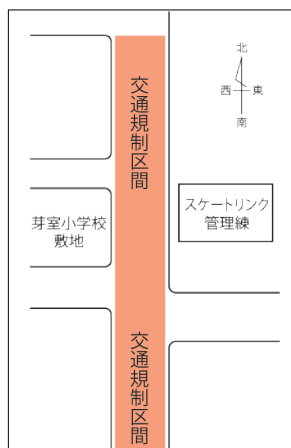 北
西 東
南
交通規制区間
芽室小学校
敷地
スケートリンク
管理練
交通規制区間